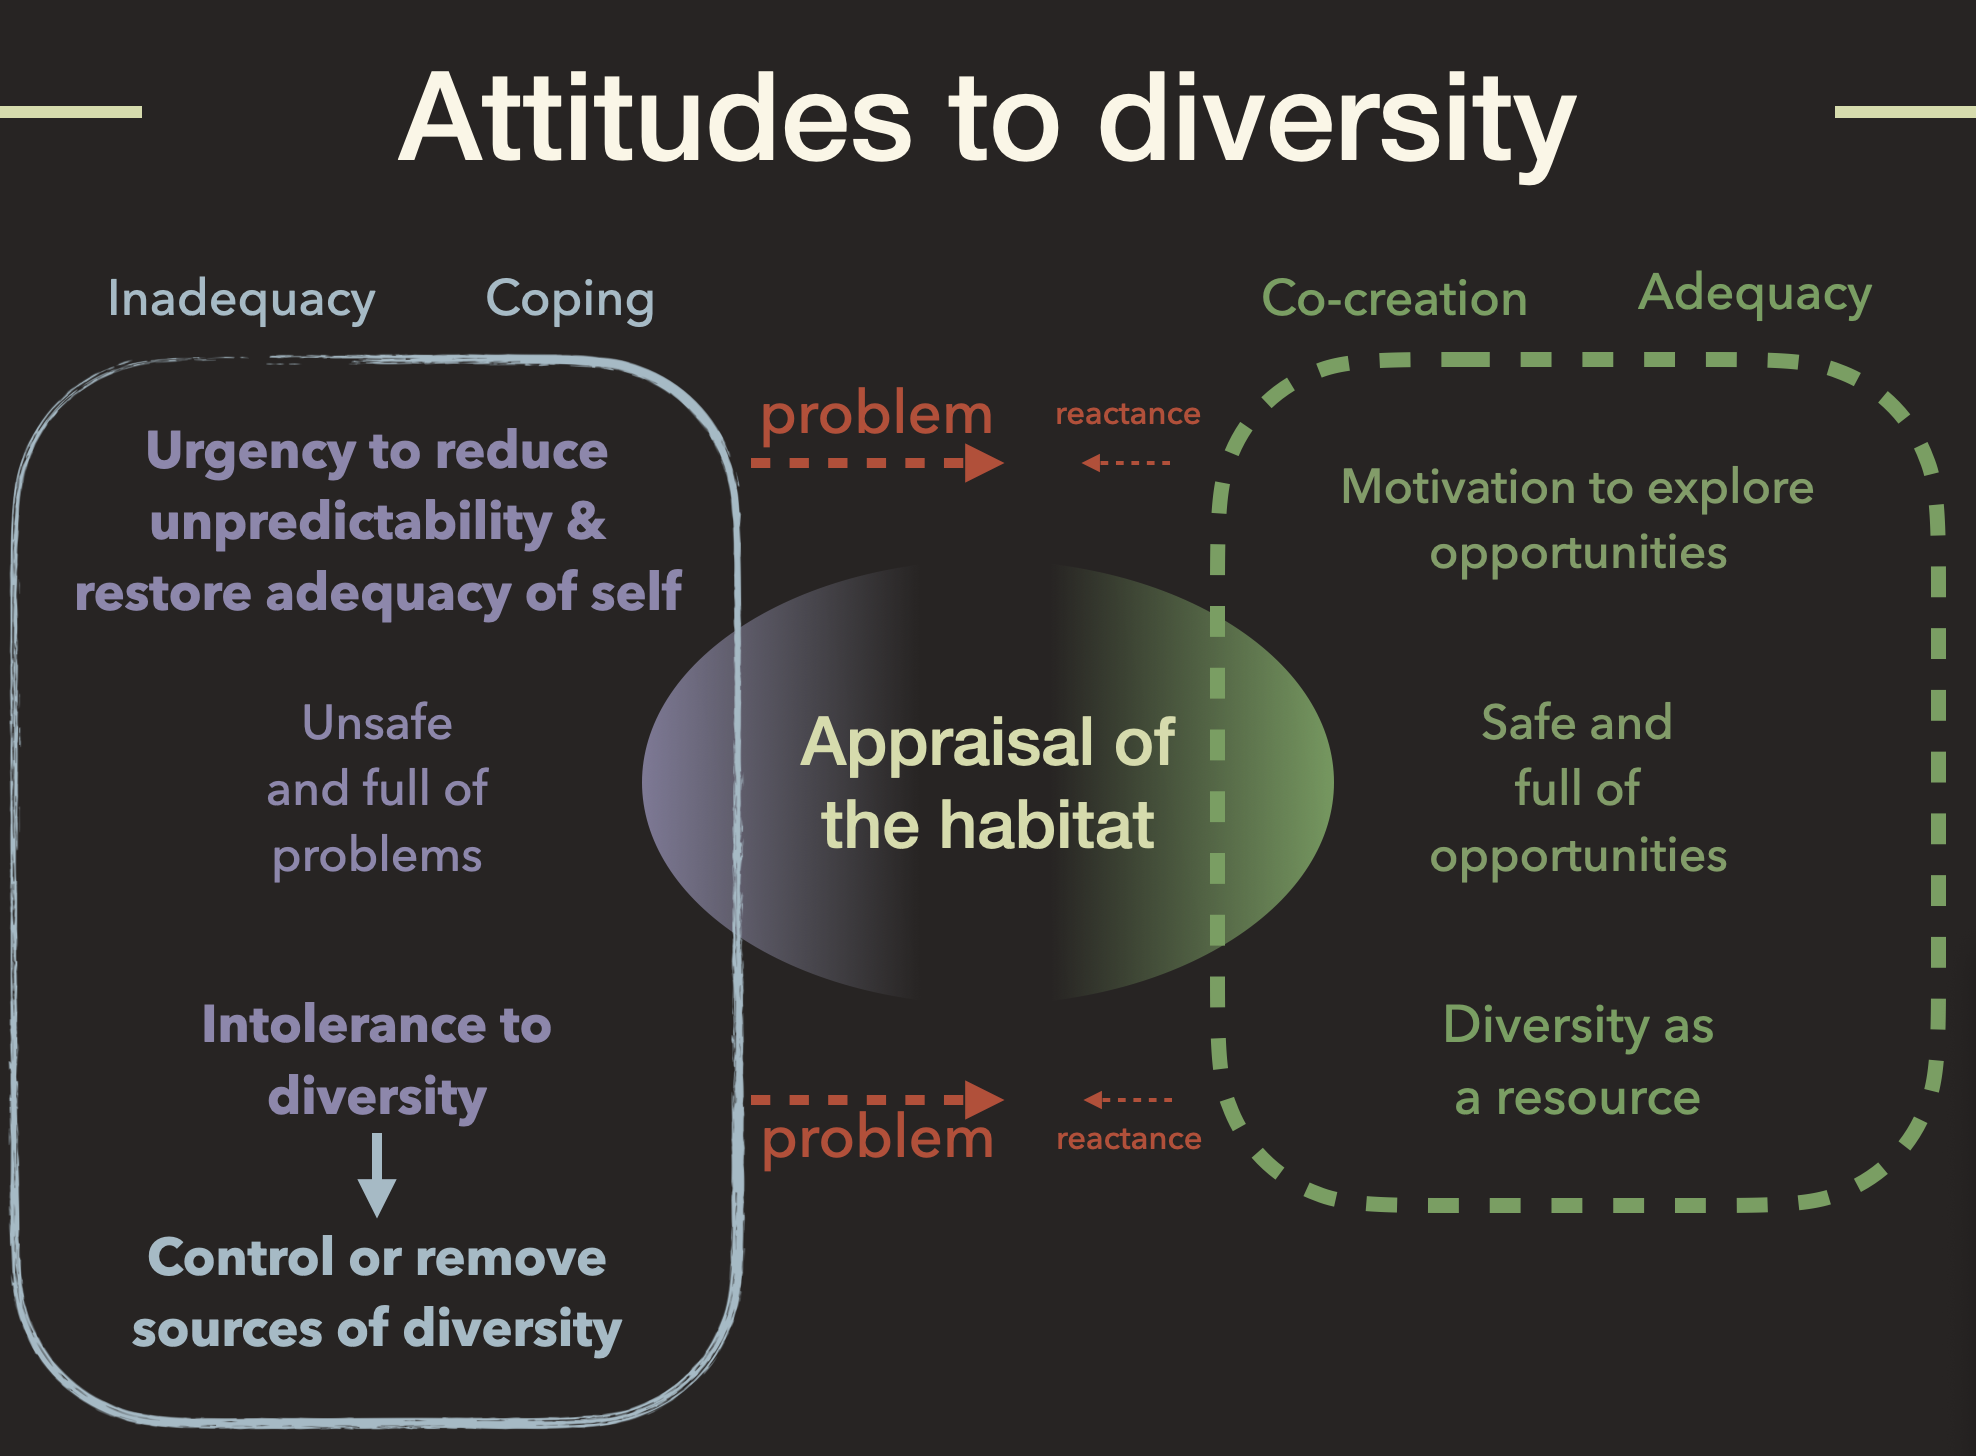 Attitudes to diversity
Inadequacy
Coping
Urgency to reduce
unpredictability &
restore adequacy of self
Unsafe
and full of
problems
Intolerance to
diversity
Control or remove
sources of diversity
problem
reactance
Appraisal of
the habitat
problem
reactance
Co-creation
Adequacy
Motivation to explore
opportunities
Safe and
full of
opportunities
Diversity as
a resource